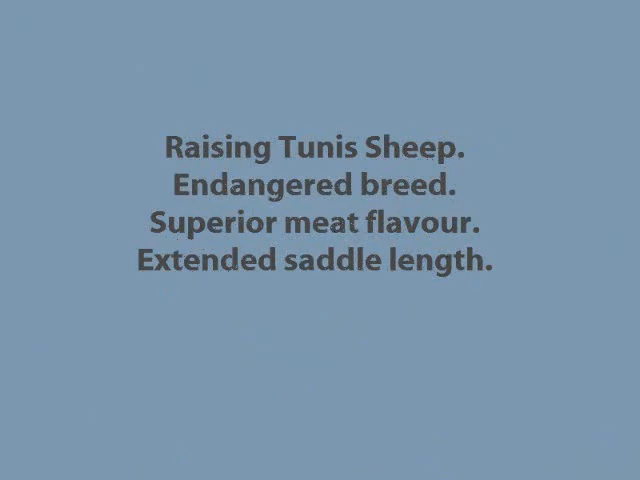 Raising Tunis Sheep.
Endangered breed.
Superior meat flavour.
Extended saddle length.